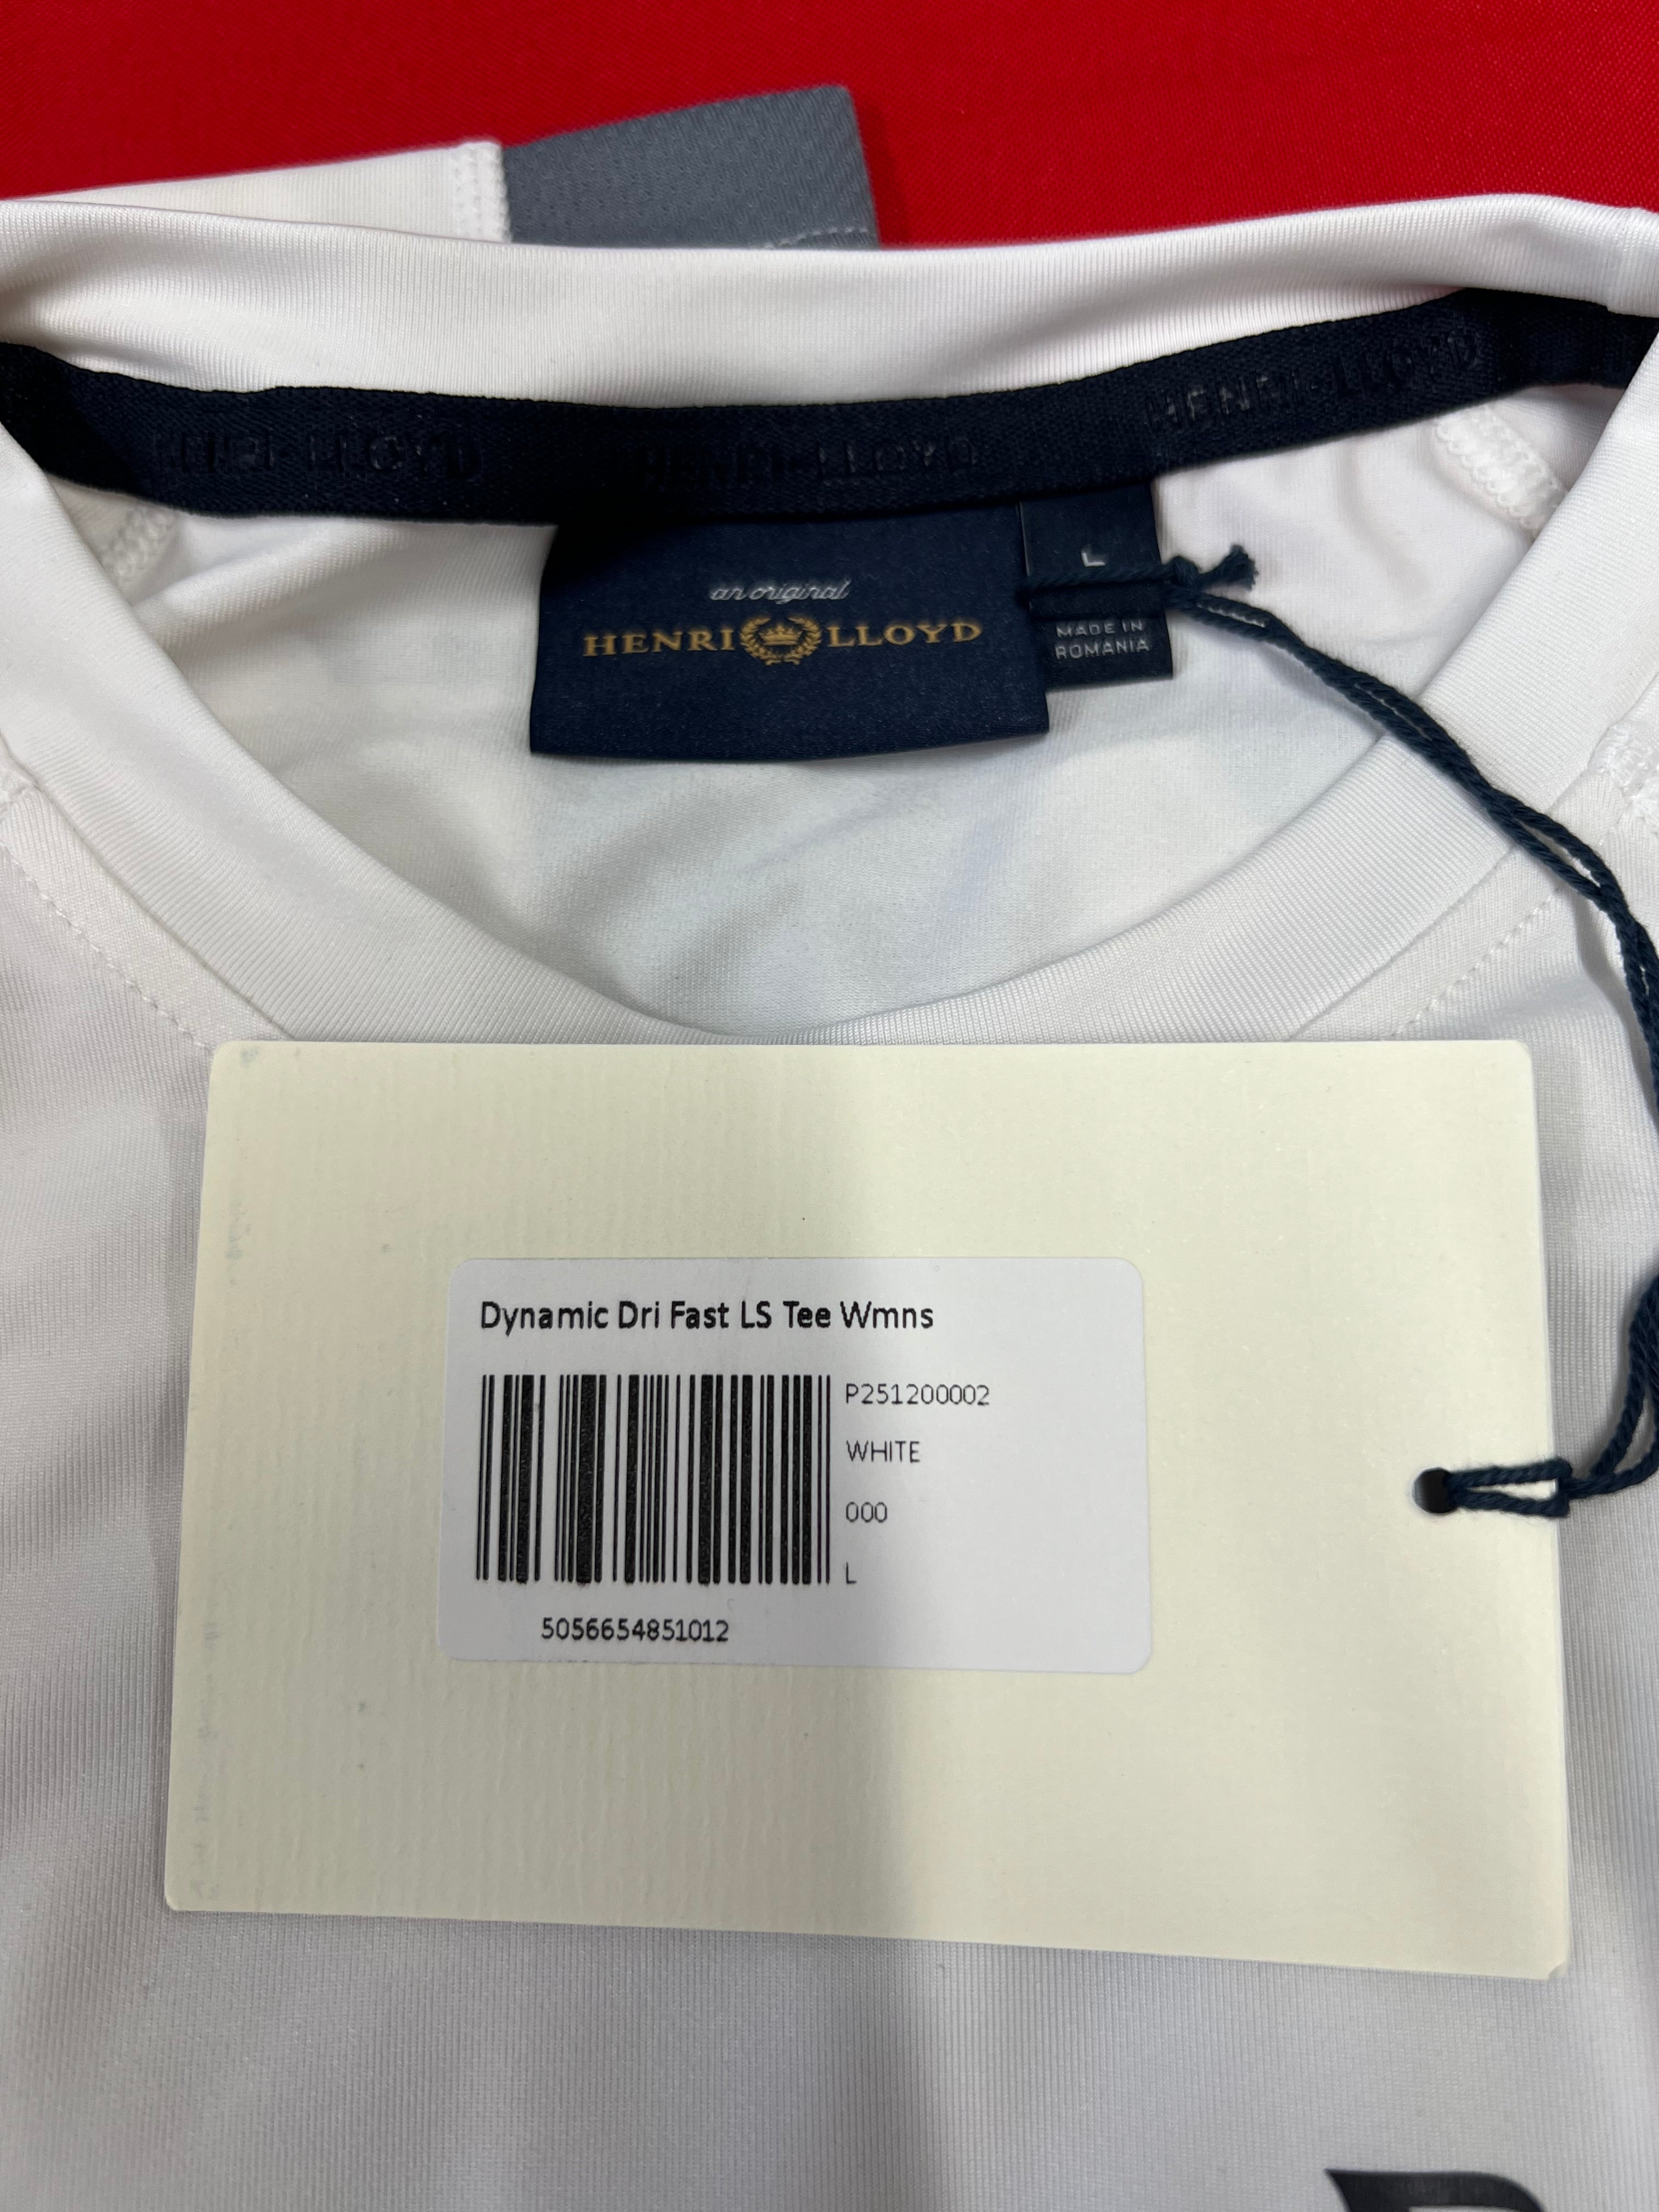 HENRI-LLOYD HENRI-LLOYD HENRI-LLOYD
an original
HENRI LLOYD
L
MADE IN
ROMANIA
Dynamic Dri Fast LS Tee Wmns
P251200002
WHITE
000
L
5056654851012